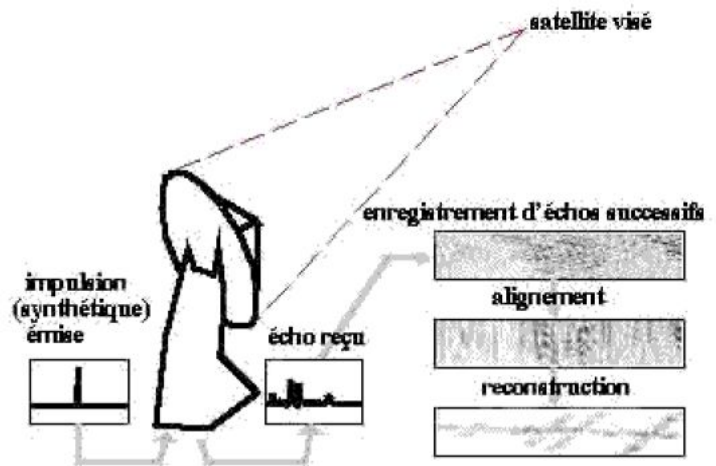 satellite visé
enregistrement d'échos successifs
impulsion
(synthétique)
émise
écho reçu
alignement
reconstruction